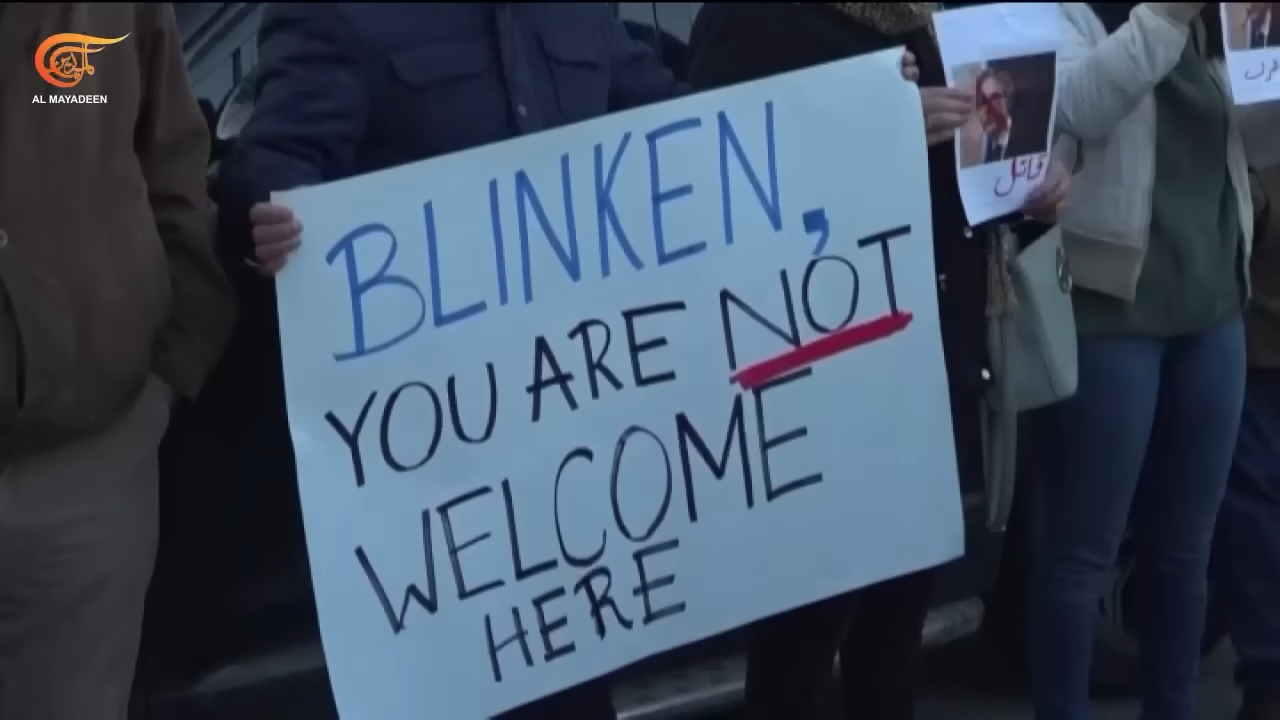 AL MAYADEEN
BLINKEN,
YOU ARE NOT
WELCOME
HERE
قاتل